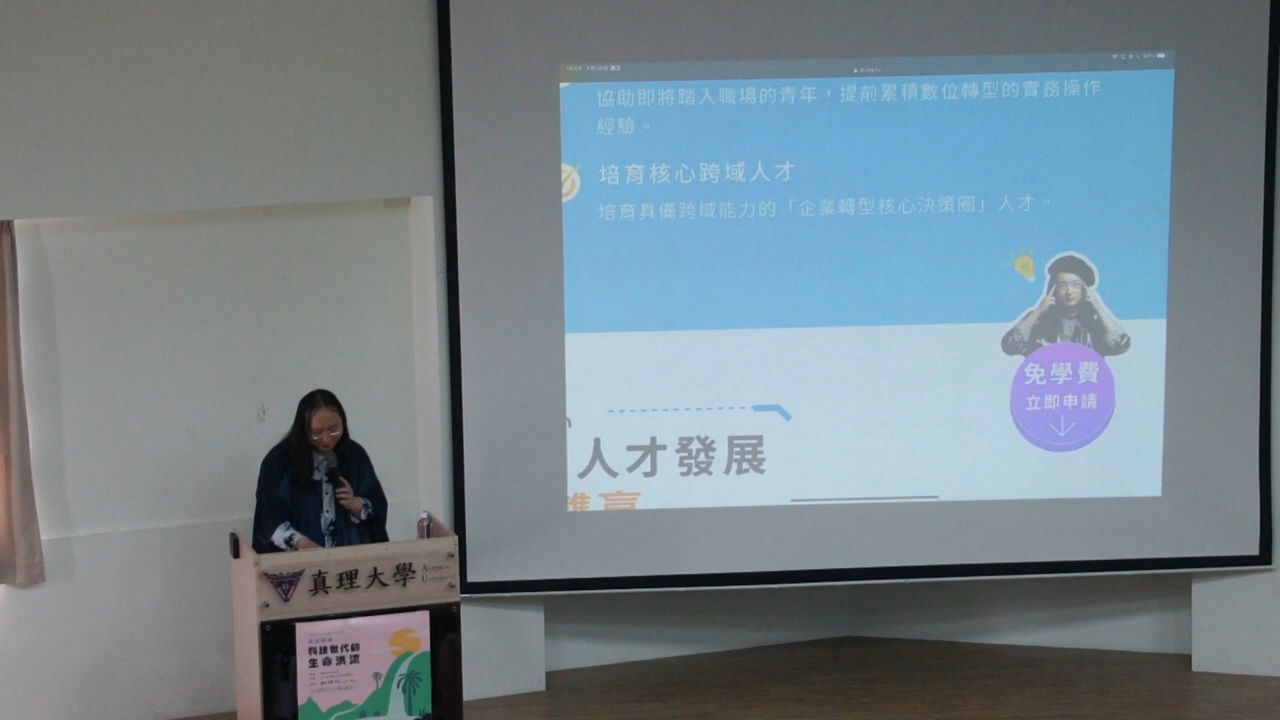 協助即將踏入職場的青年，提前累積數位轉型的實務操作
經驗。
培育核心跨域人才
培育具備跨域能力的「企業轉型核心決策圈」人才。
免學費
立即申請
人才發展
真理大學
科技世代的
生命洪流